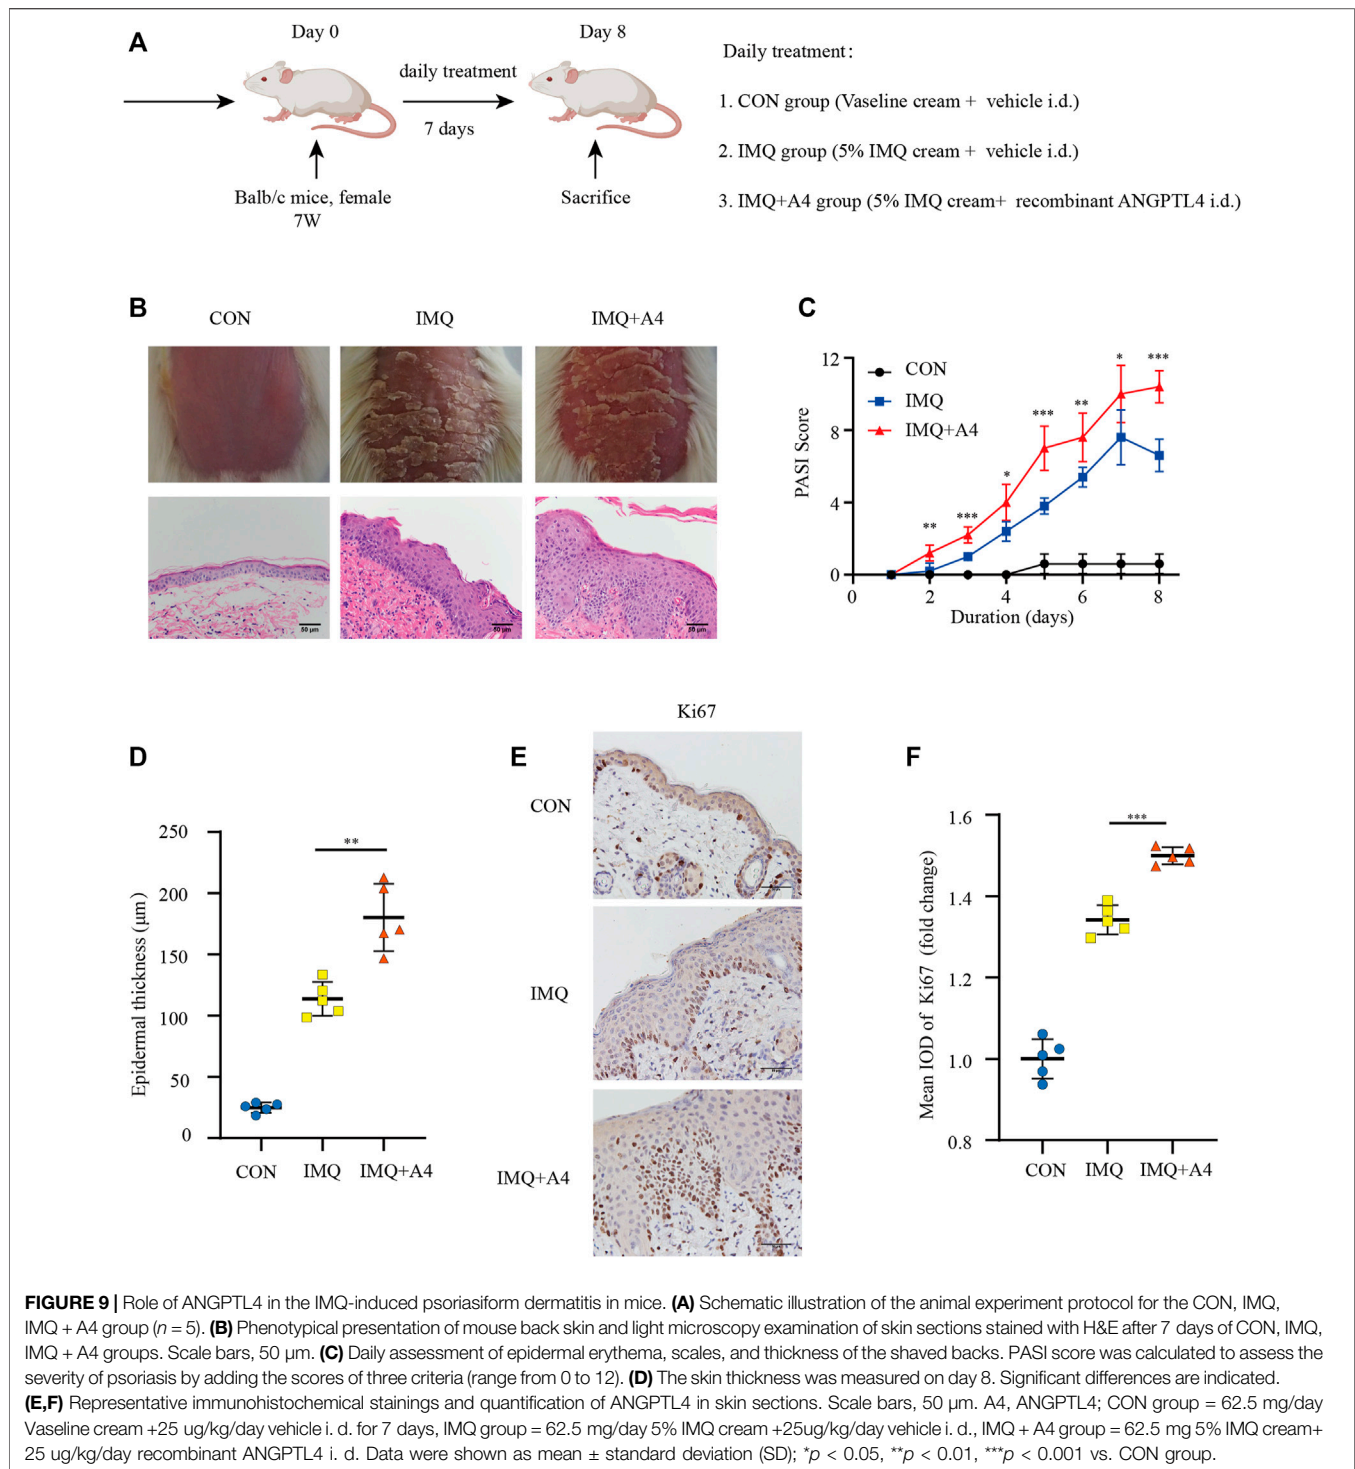 A
Day 0
Day 8
daily treatment
7 days
Balb/c mice, female
7W
Sacrifice
Daily treatment:
1. CON group (Vaseline cream + vehicle i.d.)
2. IMQ group (5% IMQ cream + vehicle i.d.)
3. IMQ+A4 group (5% IMQ cream+ recombinant ANGPTL4 i.d.)
B
CON
IMQ
IMQ+A4
50 μm
50 μm
50 μm
C
CON
IMQ
IMQ+A4
PASI Score
12
8
4
0
0
2
4
6
8
Duration (days)
**
***
*
***
**
*
***
D
Epidermal thickness (μm)
250
200
150
100
50
0
**
CON
IMQ
IMQ+A4
E
Ki67
CON
IMQ
IMQ+A4
F
Mean IOD of Ki67 (fold change)
1.6
1.4
1.2
1.0
0.8
***
CON
IMQ
IMQ+A4
FIGURE 9 | Role of ANGPTL4 in the IMQ-induced psoriasiform dermatitis in mice. (A) Schematic illustration of the animal experiment protocol for the CON, IMQ,
IMQ + A4 group (n = 5). (B) Phenotypical presentation of mouse back skin and light microscopy examination of skin sections stained with H&E after 7 days of CON, IMQ,
IMQ + A4 groups. Scale bars, 50 μm. (C) Daily assessment of epidermal erythema, scales, and thickness of the shaved backs. PASI score was calculated to assess the
severity of psoriasis by adding the scores of three criteria (range from 0 to 12). (D) The skin thickness was measured on day 8. Significant differences are indicated.
(E,F) Representative immunohistochemical stainings and quantification of ANGPTL4 in skin sections. Scale bars, 50 μm. A4, ANGPTL4; CON group = 62.5 mg/day
Vaseline cream +25 ug/kg/day vehicle i. d. for 7 days, IMQ group = 62.5 mg/day 5% IMQ cream +25ug/kg/day vehicle i. d., IMQ + A4 group = 62.5 mg 5% IMQ cream+
25 ug/kg/day recombinant ANGPTL4 i. d. Data were shown as mean ± standard deviation (SD); *p < 0.05, **p < 0.01, ***p < 0.001 vs. CON group.